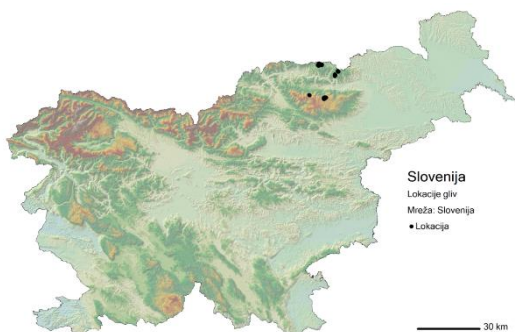 Slovenija
Lokacije gliv
Mreža: Slovenija
Lokacija
30 km